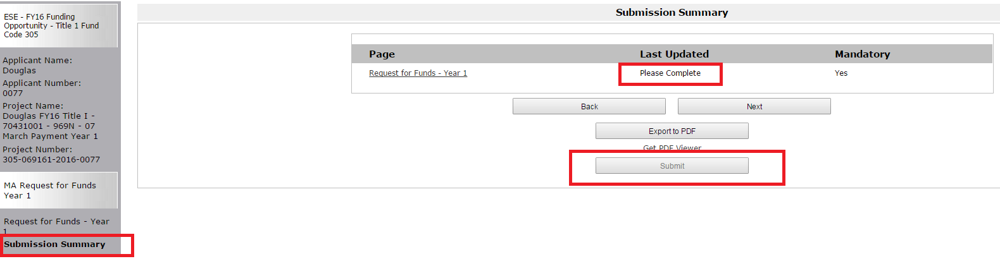 ESE - FY16 Funding
Opportunity - Title 1 Fund
Code 305
Applicant Name:
Douglas
Applicant Number:
0077
Project Name:
Douglas FY16 Title I -
70431001 - 969N - 07
March Payment Year 1
Project Number:
305-069161-2016-0077
MA Request for Funds
Year 1
Request for Funds - Year
1
Submission Summary
Submission Summary
Page Last Updated Mandatory
Request for Funds - Year 1 Please Complete Yes
Back Next
Export to PDF
Get PDF Viewer
Submit